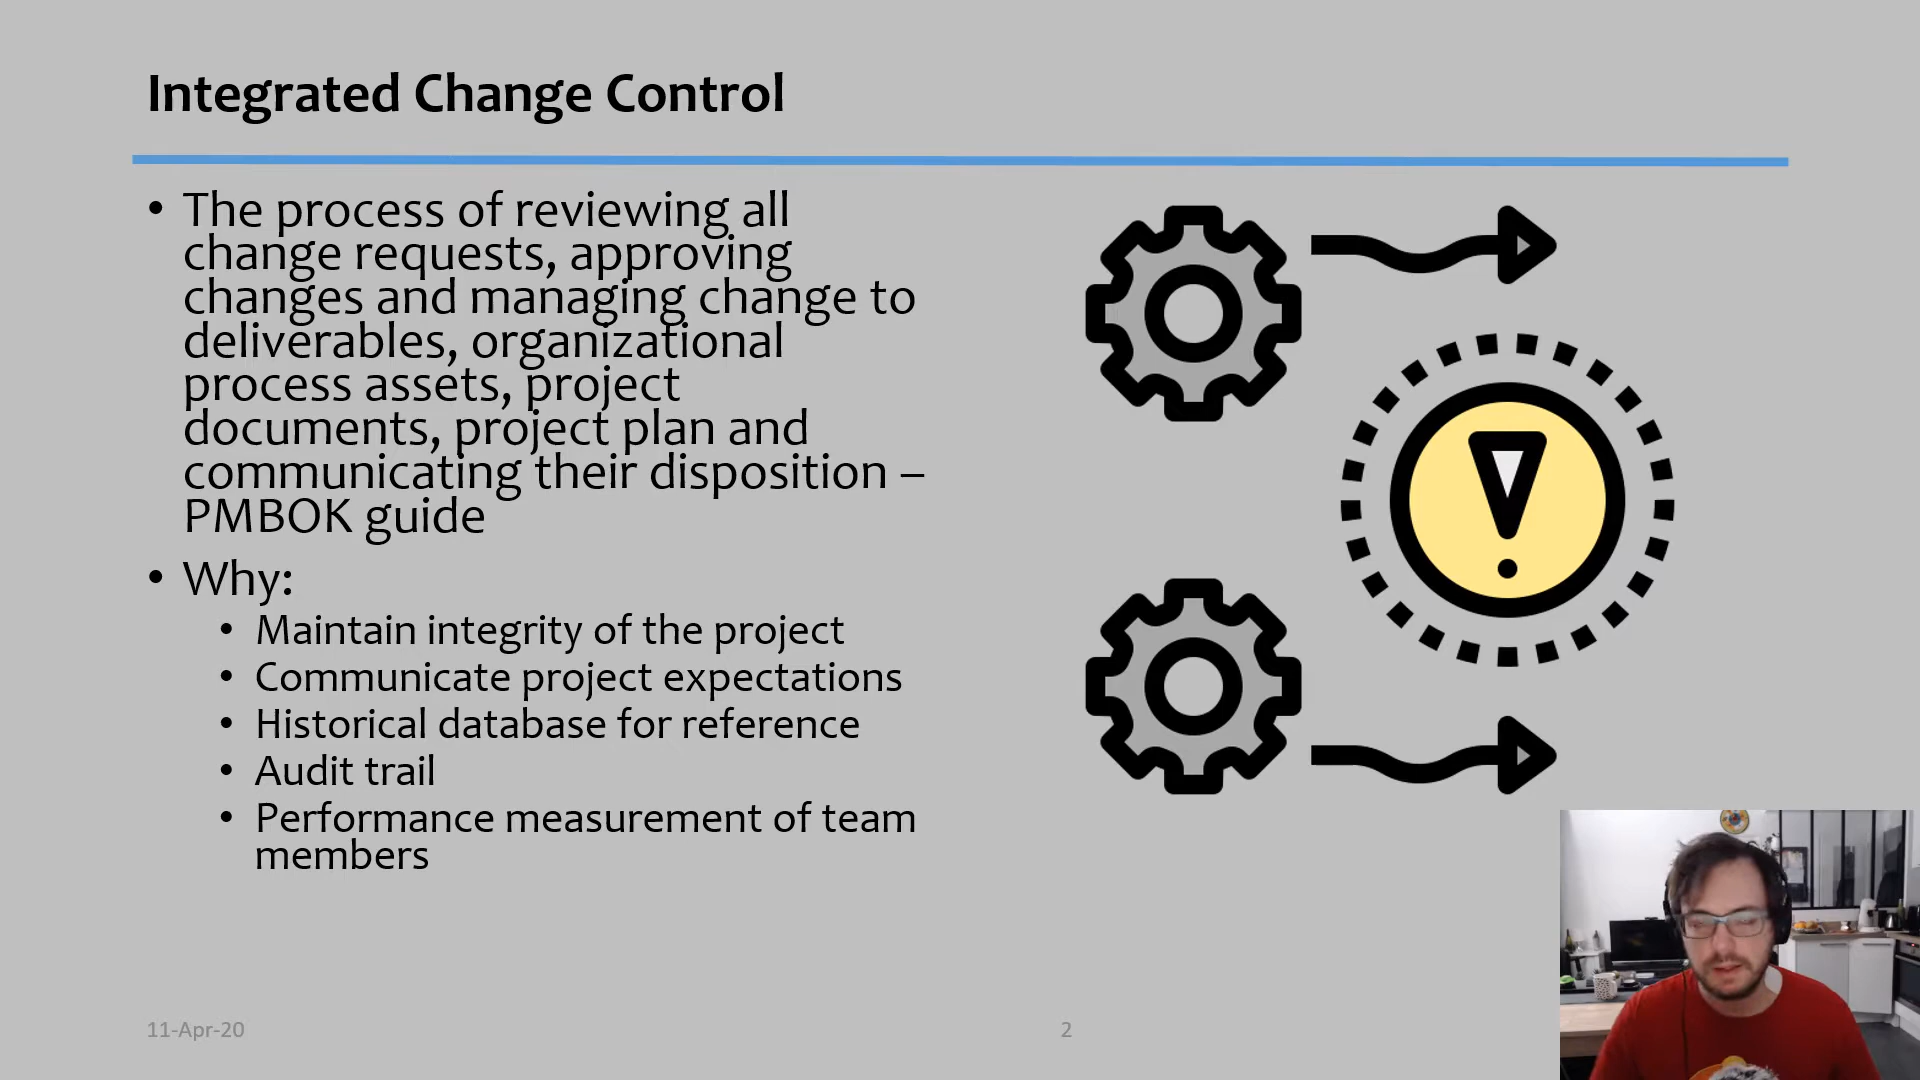 Integrated Change Control
• The process of reviewing all
change requests, approving
changes and managing change to
deliverables, organizational
process assets, project
documents, project plan and
communicating their disposition –
PMBOK guide
• Why:
• Maintain integrity of the project
• Communicate project expectations
• Historical database for reference
• Audit trail
• Performance measurement of team
members
11-Apr-20
2